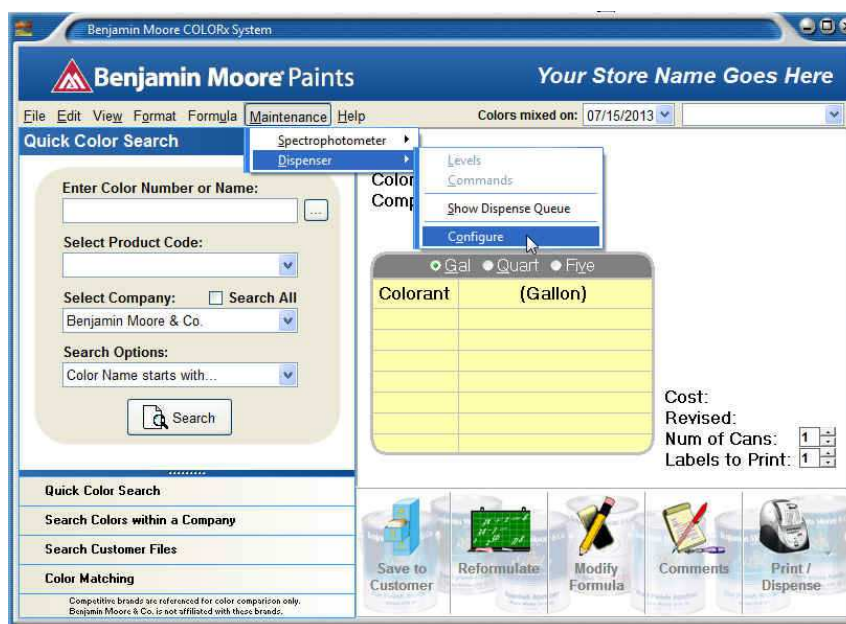 Benjamin Moore COLORx System
Benjamin Moore Paints
Your Store Name Goes Here
File Edit View Format Formula Maintenance Help
Colors mixed on: 07/15/2013
Quick Color Search
Spectrophotometer
Dispenser
Levels
Commands
Show Dispense Queue
Configure
Enter Color Number or Name:
...
Select Product Code:
Select Company: Search All
Benjamin Moore & Co.
Search Options:
Color Name starts with...
Search
Gal Quart Five
Colorant (Gallon)
Cost:
Revised:
Num of Cans: 1
Labels to Print: 1
Quick Color Search
Search Colors within a Company
Search Customer Files
Color Matching
Competitive brands are referenced for color comparison only.
Benjamin Moore & Co. is not affiliated with these brands.
Save to
Customer
Reformulate
Modify
Formula
Comments
Print /
Dispense